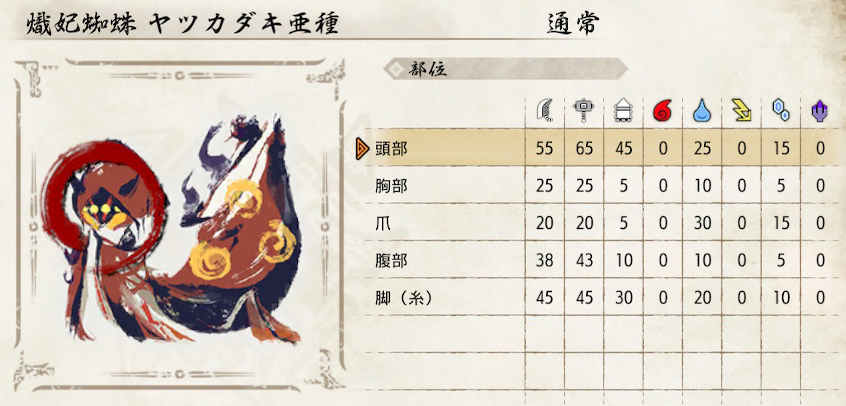 熾妃蜘蛛 ヤツカダキ亜種 通常
部位
頭部 55 65 45 0 25 0 15 0
胸部 25 25 5 0 10 0 5 0
爪 20 20 5 0 30 0 15 0
腹部 38 43 10 0 10 0 5 0
脚（糸） 45 45 30 0 20 0 10 0